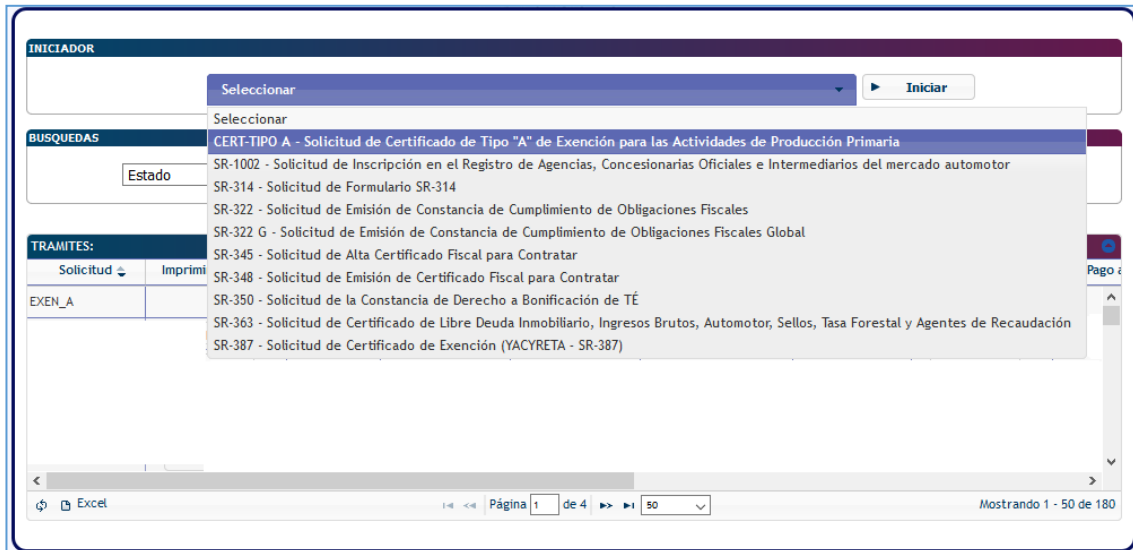 INICIADOR
Seleccionar
Iniciar
Seleccionar
CERT-TIPO A - Solicitud de Certificado de Tipo "A" de Exención para las Actividades de Producción Primaria
SR-1002 - Solicitud de Inscripción en el Registro de Agencias, Concesionarias Oficiales e Intermediarios del mercado automotor
SR-314 - Solicitud de Formulario SR-314
SR-322 - Solicitud de Emisión de Constancia de Cumplimiento de Obligaciones Fiscales
SR-322 G - Solicitud de Emisión de Constancia de Cumplimiento de Obligaciones Fiscales Global
SR-345 - Solicitud de Alta Certificado Fiscal para Contratar
SR-348 - Solicitud de Emisión de Certificado Fiscal para Contratar
SR-350 - Solicitud de la Constancia de Derecho a Bonificación de TÉ
SR-363 - Solicitud de Certificado de Libre Deuda Inmobiliario, Ingresos Brutos, Automotor, Sellos, Tasa Forestal y Agentes de Recaudación
SR-387 - Solicitud de Certificado de Exención (YACYRETA - SR-387)
BUSQUEDAS
Estado
TRAMITES:
Solicitud Imprimi Pago a
EXEN_A
Excel Página 1 de 4 50 Mostrando 1 - 50 de 180